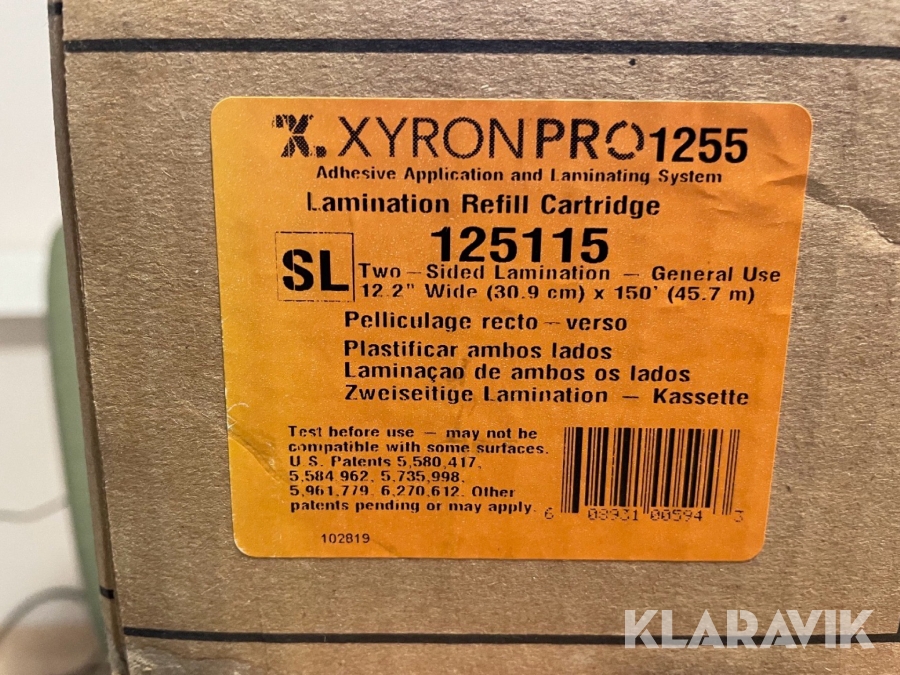 X. XYRONPRO 1255
Adhesive Application and Laminating System
Lamination Refill Cartridge
125115
SL
Two-Sided Lamination - General Use
12.2" Wide (30.9 cm) x 150' (45.7 m)
Pelliculage recto-verso
Plastificar ambos lados
Laminaçao de ambos os lados
Zweiseitige Lamination - Kassette
Test before use - may not be
compatible with some surfaces.
U.S. Patents 5,580,417,
5,584,962, 5,735,998,
5,961,779, 6,270,612. Other
patents pending or may apply.
6 08931 00594 3
102819
KLARAVIK